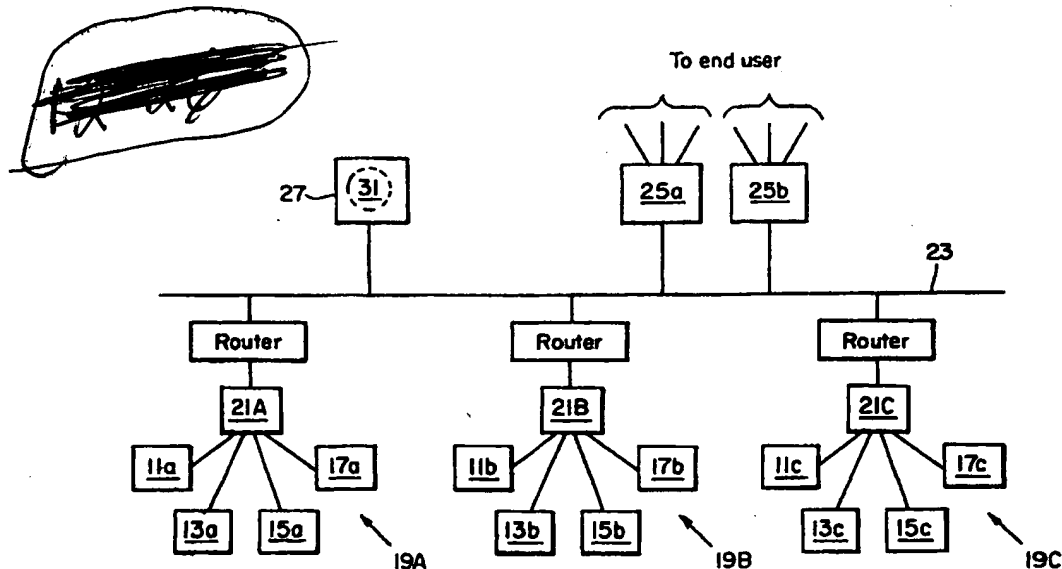 To end user
27 31 25a 25b
23
Router Router Router
21A 21B 21C
11a 17a 11b 17b 11c 17c
13a 15a 13b 15b 13c 15c
19A 19B 19C